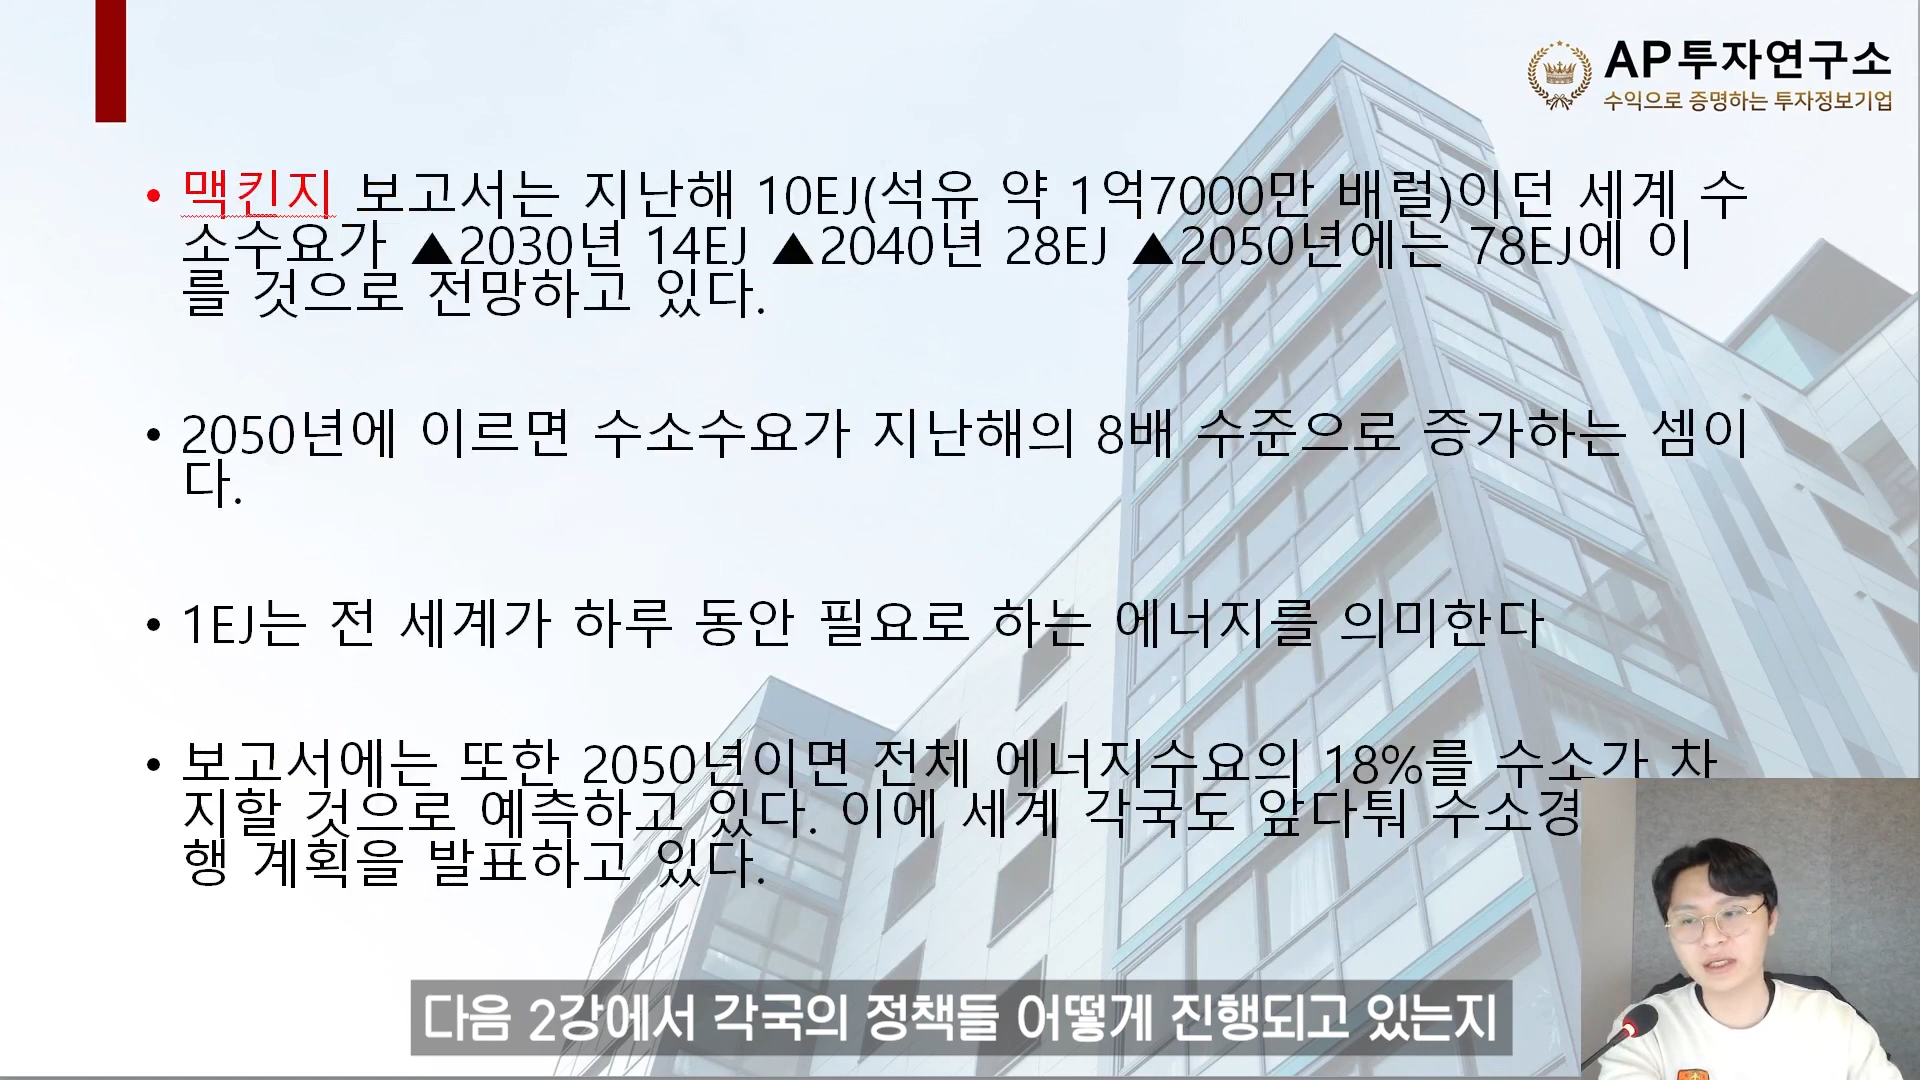 AP투자연구소
수익으로 증명하는 투자정보기업
• 맥킨지 보고서는 지난해 10EJ(석유 약 1억7000만 배럴)이던 세계 수
소수요가 ▲2030년 14EJ ▲2040년 28EJ ▲2050년에는 78EJ에 이
를 것으로 전망하고 있다.
• 2050년에 이르면 수소수요가 지난해의 8배 수준으로 증가하는 셈이
다.
• 1EJ는 전 세계가 하루 동안 필요로 하는 에너지를 의미한다
• 보고서에는 또한 2050년이면 전체 에너지수요의 18%를 수소가 차
지할 것으로 예측하고 있다. 이에 세계 각국도 앞다퉈 수소경
행 계획을 발표하고 있다.
다음 2강에서 각국의 정책들 어떻게 진행되고 있는지